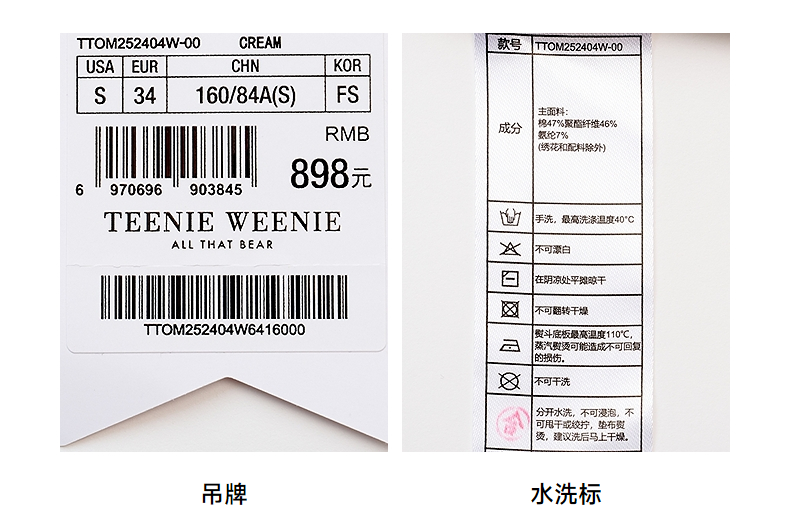 TTOM252404W-00 CREAM
USA EUR CHN KOR
S 34 160/84A(S) FS
RMB
898元
6 970696 903845
TEENIE WEENIE
ALL THAT BEAR
TTOM252404W6416000
吊牌
款号 TTOM252404W-00
成分
主面料:
棉47%聚酯纤维46%
氨纶7%
(绣花和配料除外)
手洗，最高洗涤温度40°C
不可漂白
在阴凉处平摊晾干
不可翻转干燥
熨斗底板最高温度110℃，
蒸汽熨烫可能造成不可回复
的损伤。
不可干洗
分开水洗，不可浸泡，不
可甩干或绞拧，垫布熨
烫，建议洗后马上干燥。
水洗标